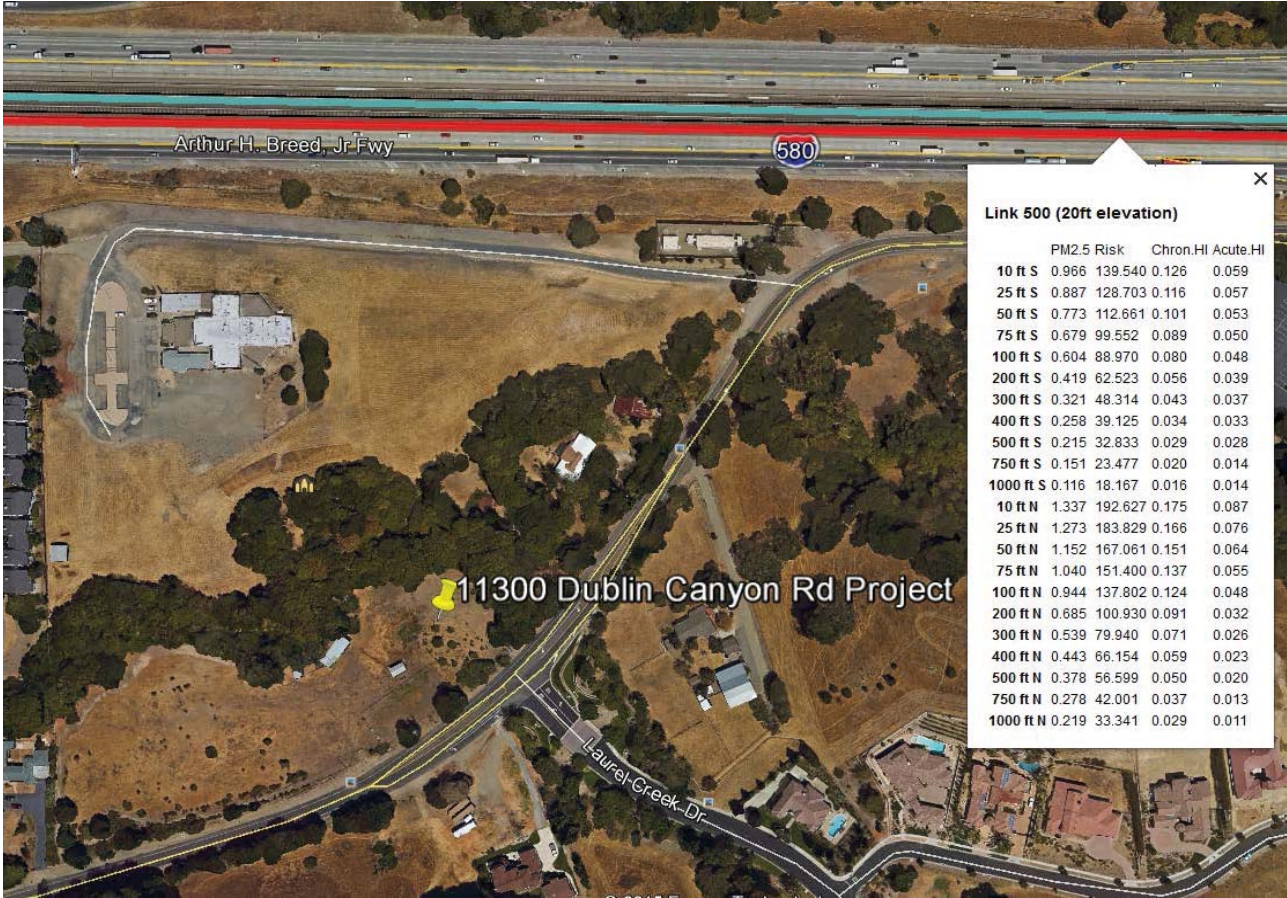 Arthur H. Breed, Jr Fwy
580
×
Link 500 (20ft elevation)
PM2.5 Risk Chron.HI Acute.HI
10 ft S 0.966 139.540 0.126 0.059
25 ft S 0.887 128.703 0.116 0.057
50 ft S 0.773 112.661 0.101 0.053
75 ft S 0.679 99.552 0.089 0.050
100 ft S 0.604 88.970 0.080 0.048
200 ft S 0.419 62.523 0.056 0.039
300 ft S 0.321 48.314 0.043 0.037
400 ft S 0.258 39.125 0.034 0.033
500 ft S 0.215 32.833 0.029 0.028
750 ft S 0.151 23.477 0.020 0.014
1000 ft S 0.116 18.167 0.016 0.014
10 ft N 1.337 192.627 0.175 0.087
25 ft N 1.273 183.829 0.166 0.076
50 ft N 1.152 167.061 0.151 0.064
75 ft N 1.040 151.400 0.137 0.055
100 ft N 0.944 137.802 0.124 0.048
200 ft N 0.685 100.930 0.091 0.032
300 ft N 0.539 79.940 0.071 0.026
400 ft N 0.443 66.154 0.059 0.023
500 ft N 0.378 56.599 0.050 0.020
750 ft N 0.278 42.001 0.037 0.013
1000 ft N 0.219 33.341 0.029 0.011
11300 Dublin Canyon Rd Project
Laurel Creek Dr